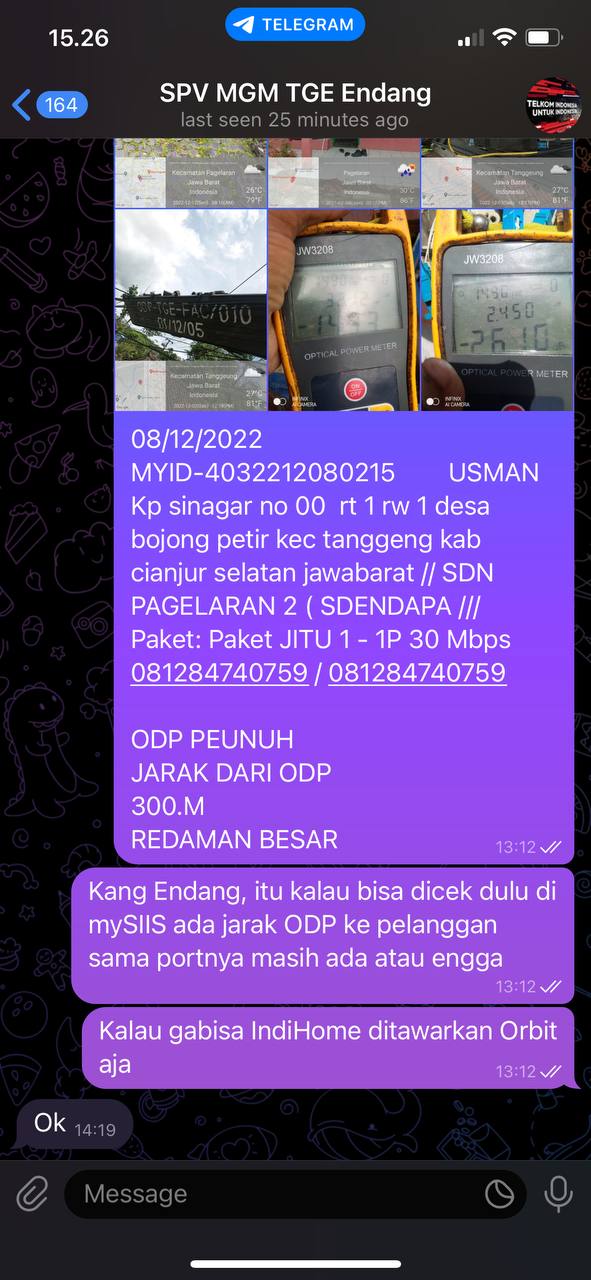 15.26
TELEGRAM
164
SPV MGM TGE Endang
last seen 25 minutes ago
TELKOM INDONESIA
UNTUK INDONESIA
Kecamatan Pagelaran
Jawa Barat
Indonesia
26°C
79°F
Pagelaran
Jawa Barat
Indonesia
30°C
86°F
Kecamatan Tanggeung
Jawa Barat
Indonesia
27°C
81°F
ODP-TGE-FAC/010
01/12/05
Kecamatan Tanggeung
Jawa Barat
Indonesia
27°C
81°F
JW3208
OPTICAL POWER METER
ON
OFF
INFINIX
AI CAMERA
JW3208
2.450
-26.10
OPTICAL POWER METER
INFINIX
AI CAMERA
08/12/2022
MYID-4032212080215 USMAN
Kp sinagar no 00 rt 1 rw 1 desa
bojong petir kec tanggeng kab
cianjur selatan jawabarat // SDN
PAGELARAN 2 ( SDENDAPA ///
Paket: Paket JITU 1 - 1P 30 Mbps
081284740759 / 081284740759
ODP PEUNUH
JARAK DARI ODP
300.M
REDAMAN BESAR
13:12
Kang Endang, itu kalau bisa dicek dulu di
mySIIS ada jarak ODP ke pelanggan
sama portnya masih ada atau engga
13:12
Kalau gabisa IndiHome ditawarkan Orbit
aja
13:12
Ok 14:19
Message